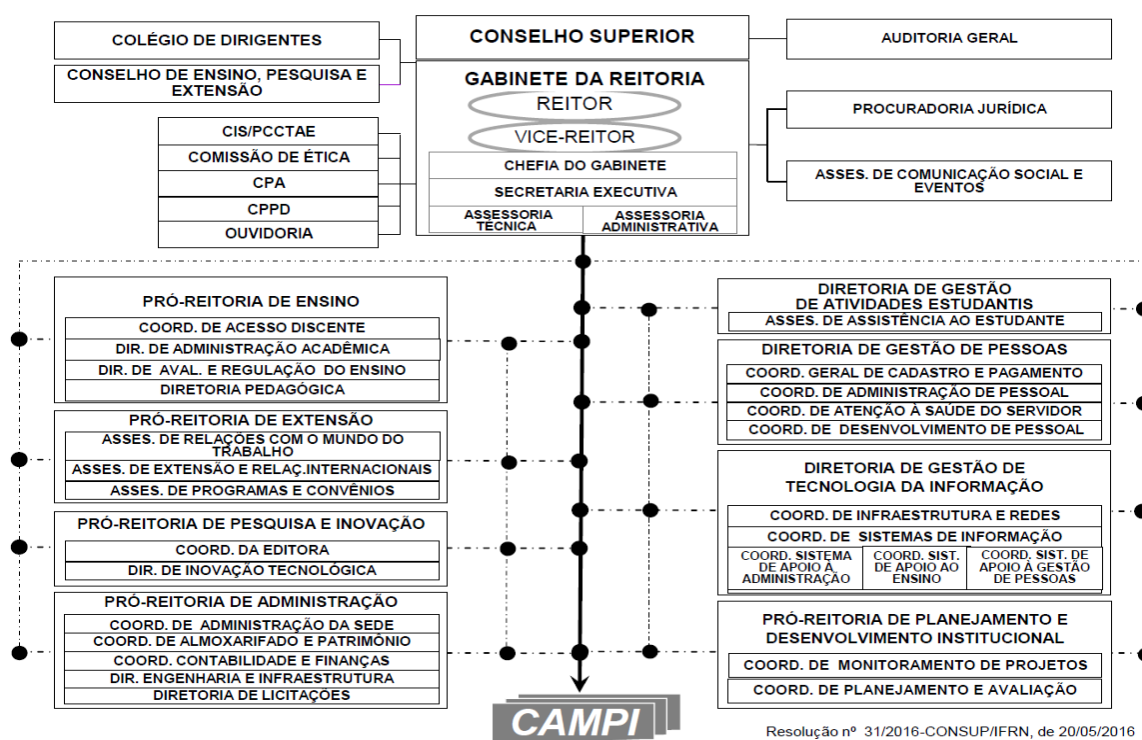 COLÉGIO DE DIRIGENTES
CONSELHO DE ENSINO, PESQUISA E
EXTENSÃO
CONSELHO SUPERIOR
AUDITORIA GERAL
GABINETE DA REITORIA
REITOR
VICE-REITOR
CHEFIA DO GABINETE
SECRETARIA EXECUTIVA
ASSESSORIA
TÉCNICA
ASSESSORIA
ADMINISTRATIVA
PROCURADORIA JURÍDICA
ASSES. DE COMUNICAÇÃO SOCIAL E
EVENTOS
CIS/PCCTAE
COMISSÃO DE ÉTICA
CPA
CPPD
OUVIDORIA
PRÓ-REITORIA DE ENSINO
COORD. DE ACESSO DISCENTE
DIR. DE ADMINISTRAÇÃO ACADÊMICA
DIR. DE AVAL. E REGULAÇÃO DO ENSINO
DIRETORIA PEDAGÓGICA
PRÓ-REITORIA DE EXTENSÃO
ASSES. DE RELAÇÕES COM O MUNDO DO
TRABALHO
ASSES. DE EXTENSÃO E RELAÇ.INTERNACIONAIS
ASSES. DE PROGRAMAS E CONVÊNIOS
PRÓ-REITORIA DE PESQUISA E INOVAÇÃO
COORD. DA EDITORA
DIR. DE INOVAÇÃO TECNOLÓGICA
PRÓ-REITORIA DE ADMINISTRAÇÃO
COORD. DE ADMINISTRAÇÃO DA SEDE
COORD. DE ALMOXARIFADO E PATRIMÔNIO
COORD. CONTABILIDADE E FINANÇAS
DIR. ENGENHARIA E INFRAESTRUTURA
DIRETORIA DE LICITAÇÕES
DIRETORIA DE GESTÃO
DE ATIVIDADES ESTUDANTIS
ASSES. DE ASSISTÊNCIA AO ESTUDANTE
DIRETORIA DE GESTÃO DE PESSOAS
COORD. GERAL DE CADASTRO E PAGAMENTO
COORD. DE ADMINISTRAÇÃO DE PESSOAL
COORD. DE ATENÇÃO À SAÚDE DO SERVIDOR
COORD. DE DESENVOLVIMENTO DE PESSOAL
DIRETORIA DE GESTÃO DE
TECNOLOGIA DA INFORMAÇÃO
COORD. DE INFRAESTRUTURA E REDES
COORD. DE SISTEMAS DE INFORMAÇÃO
COORD. SISTEMA
DE APOIO À
ADMINISTRAÇÃO
COORD. SIST.
DE APOIO AO
ENSINO
COORD. SIST. DE
APOIO À GESTÃO
DE PESSOAS
PRÓ-REITORIA DE PLANEJAMENTO E
DESENVOLVIMENTO INSTITUCIONAL
COORD. DE MONITORAMENTO DE PROJETOS
COORD. DE PLANEJAMENTO E AVALIAÇÃO
CAMPI
Resolução nº 31/2016-CONSUP/IFRN, de 20/05/2016